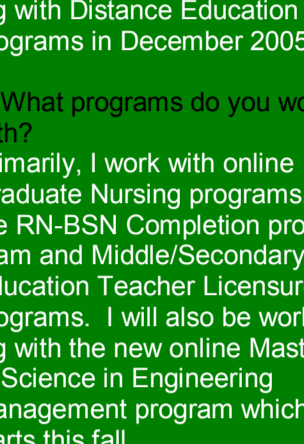 g with Distance Education
ograms in December 2005
What programs do you wo
th?
imarily, I work with online
raduate Nursing programs
e RN-BSN Completion pro
am and Middle/Secondary
lucation Teacher Licensur
ograms.  I will also be worl
g with the new online Mast
Science in Engineering
anagement program which
arts this fall